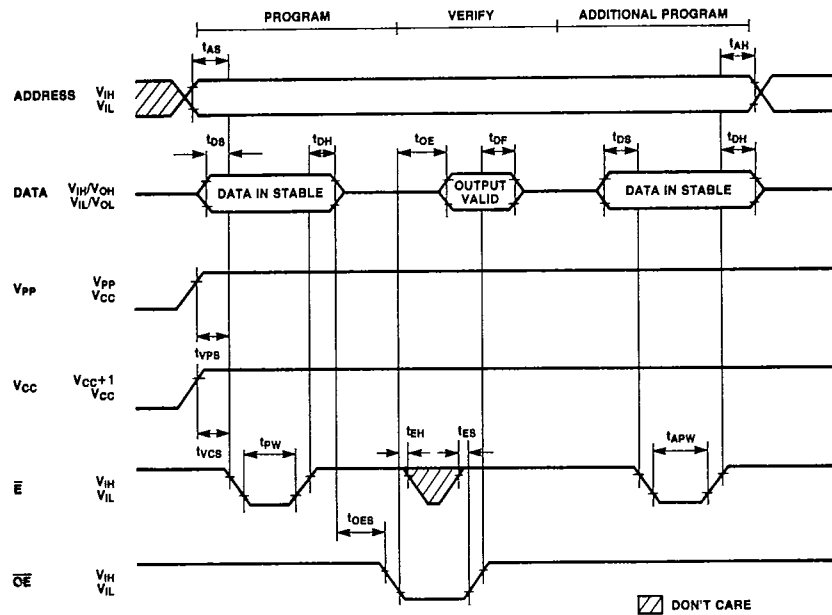 PROGRAM VERIFY ADDITIONAL PROGRAM
tAS tAH
ADDRESS VIH
VIL
tDS tDH tOE tDF tDS tDH
DATA VIH/VOH
VIL/VOL
DATA IN STABLE
OUTPUT
VALID
DATA IN STABLE
VPP VPP
VCC
tVPS
VCC VCC+1
VCC
tVCS tPW tEH tES tAPW
E̅ VIH
VIL
tOES
O̅E̅ VIH
VIL
DON'T CARE